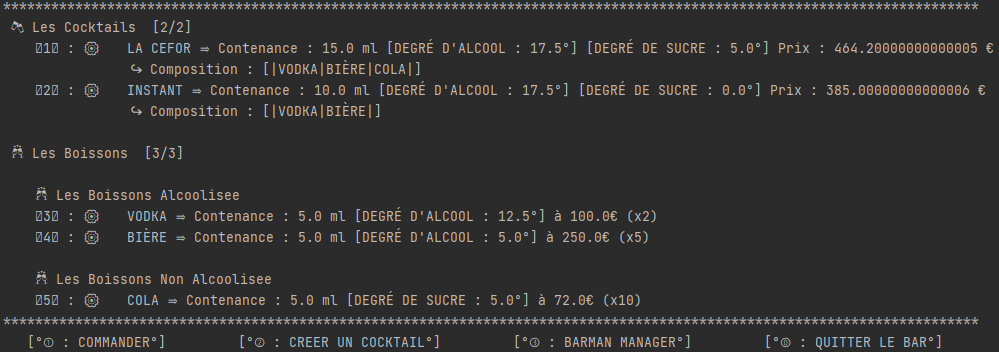 **************************************************************************************************************************
Les Cocktails [2/2]
1 : LA CEFOR ⇒ Contenance : 15.0 ml [DEGRÉ D'ALCOOL : 17.5°] [DEGRÉ DE SUCRE : 5.0°] Prix : 464.20000000000005 €
↪ Composition : [|VODKA|BIÈRE|COLA|]
2 : INSTANT ⇒ Contenance : 10.0 ml [DEGRÉ D'ALCOOL : 17.5°] [DEGRÉ DE SUCRE : 0.0°] Prix : 385.00000000000006 €
↪ Composition : [|VODKA|BIÈRE|]
Les Boissons [3/3]
Les Boissons Alcoolisee
3 : VODKA ⇒ Contenance : 5.0 ml [DEGRÉ D'ALCOOL : 12.5°] à 100.0€ (x2)
4 : BIÈRE ⇒ Contenance : 5.0 ml [DEGRÉ D'ALCOOL : 5.0°] à 250.0€ (x5)
Les Boissons Non Alcoolisee
5 : COLA ⇒ Contenance : 5.0 ml [DEGRÉ DE SUCRE : 5.0°] à 72.0€ (x10)
**************************************************************************************************************************
[°① : COMMANDER°] [°② : CREER UN COCKTAIL°] [°③ : BARMAN MANAGER°] [°⓪ : QUITTER LE BAR°]